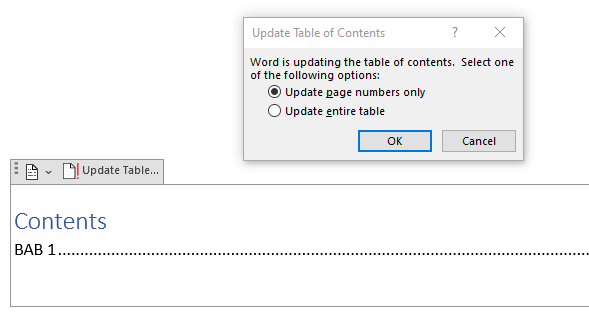 Update Table of Contents ? ×
Word is updating the table of contents. Select one
of the following options:
Update page numbers only
Update entire table
OK Cancel
Update Table...
Contents
BAB 1........................................................................................................................